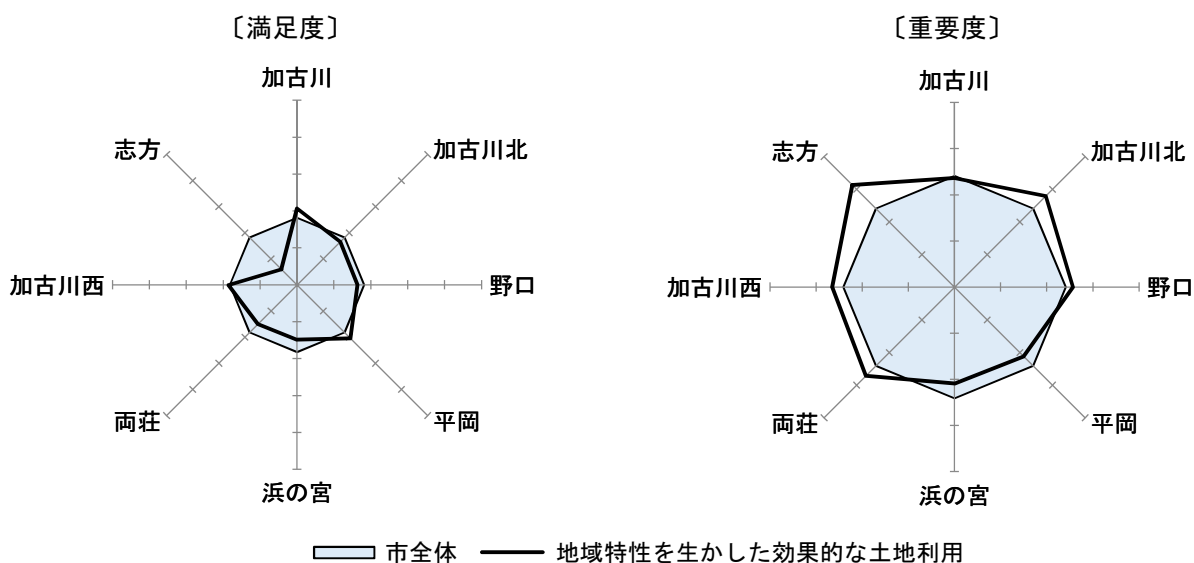 〔満足度〕
加古川
加古川北
野口
平岡
浜の宮
両荘
加古川西
志方
〔重要度〕
加古川
加古川北
野口
平岡
浜の宮
両荘
加古川西
志方
市全体
地域特性を生かした効果的な土地利用